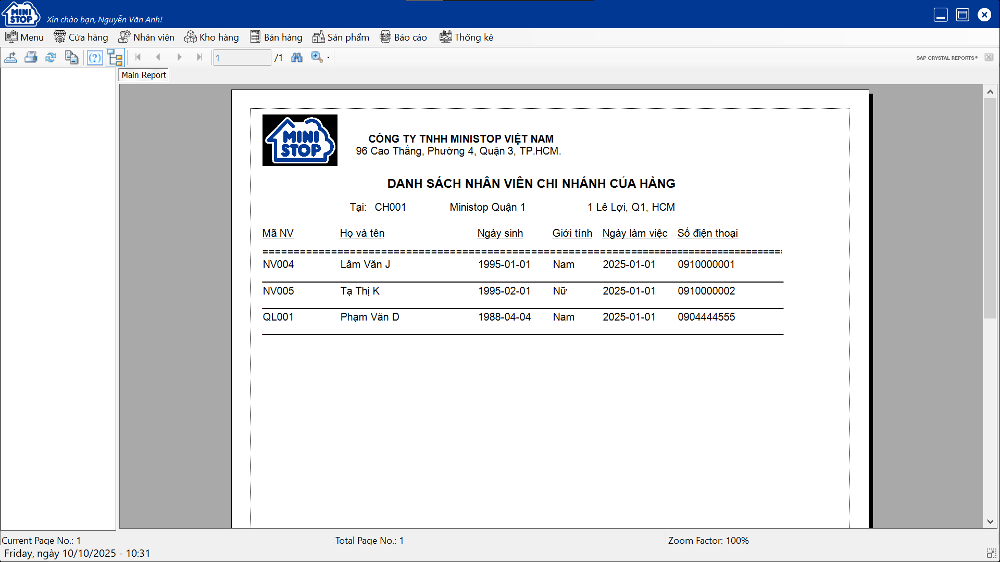 MINI STOP
Xin chào bạn, Nguyễn Văn Anh!
Menu Cửa hàng Nhân viên Kho hàng Bán hàng Sản phẩm Báo cáo Thống kê
1 /1 SAP CRYSTAL REPORTS®
Main Report
MINI
STOP
CÔNG TY TNHH MINISTOP VIỆT NAM
96 Cao Thắng, Phường 4, Quận 3, TP.HCM.
DANH SÁCH NHÂN VIÊN CHI NHÁNH CỦA HÀNG
Tại: CH001 Ministop Quận 1 1 Lê Lợi, Q1, HCM
Mã NV Họ và tên Ngày sinh Giới tính Ngày làm việc Số điện thoại
NV004 Lâm Văn J 1995-01-01 Nam 2025-01-01 0910000001
NV005 Tạ Thị K 1995-02-01 Nữ 2025-01-01 0910000002
QL001 Phạm Văn D 1988-04-04 Nam 2025-01-01 0904444555
Current Page No.: 1 Total Page No.: 1 Zoom Factor: 100%
Friday, ngày 10/10/2025 - 10:31